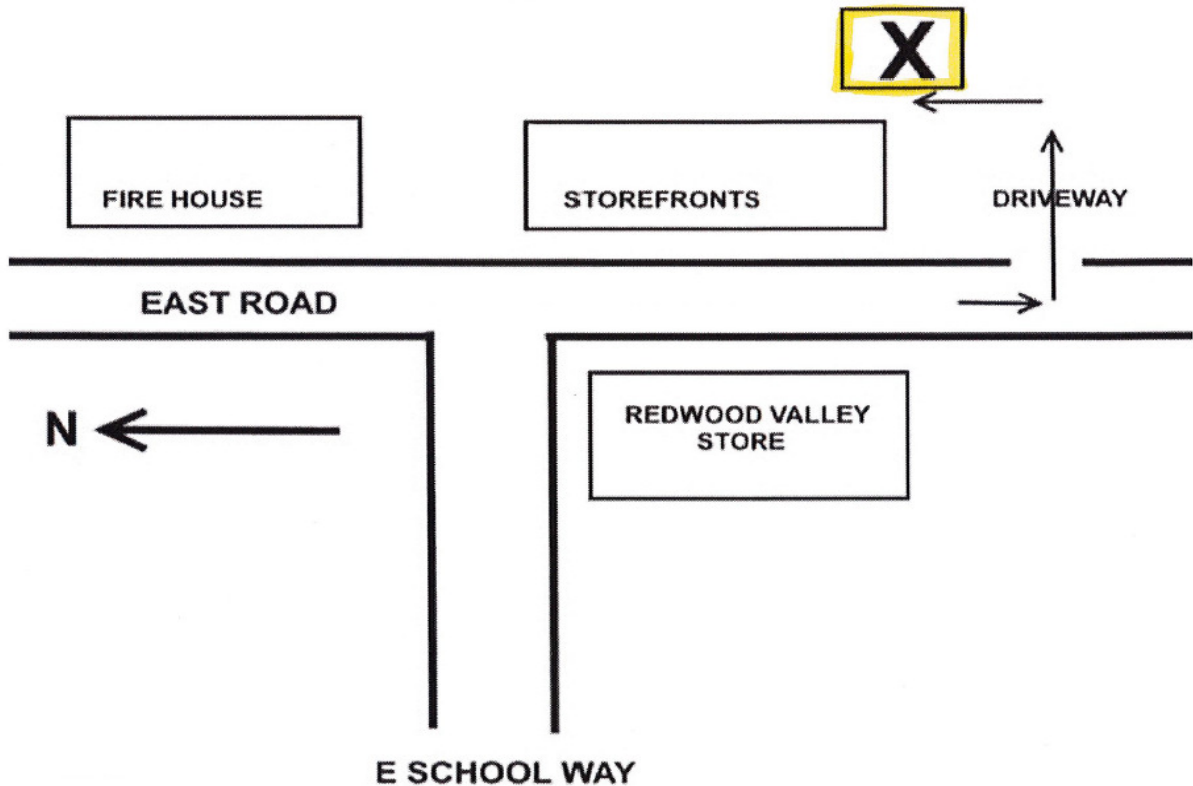 X
FIRE HOUSE
STOREFRONTS
DRIVEWAY
EAST ROAD
N
REDWOOD VALLEY
STORE
E SCHOOL WAY